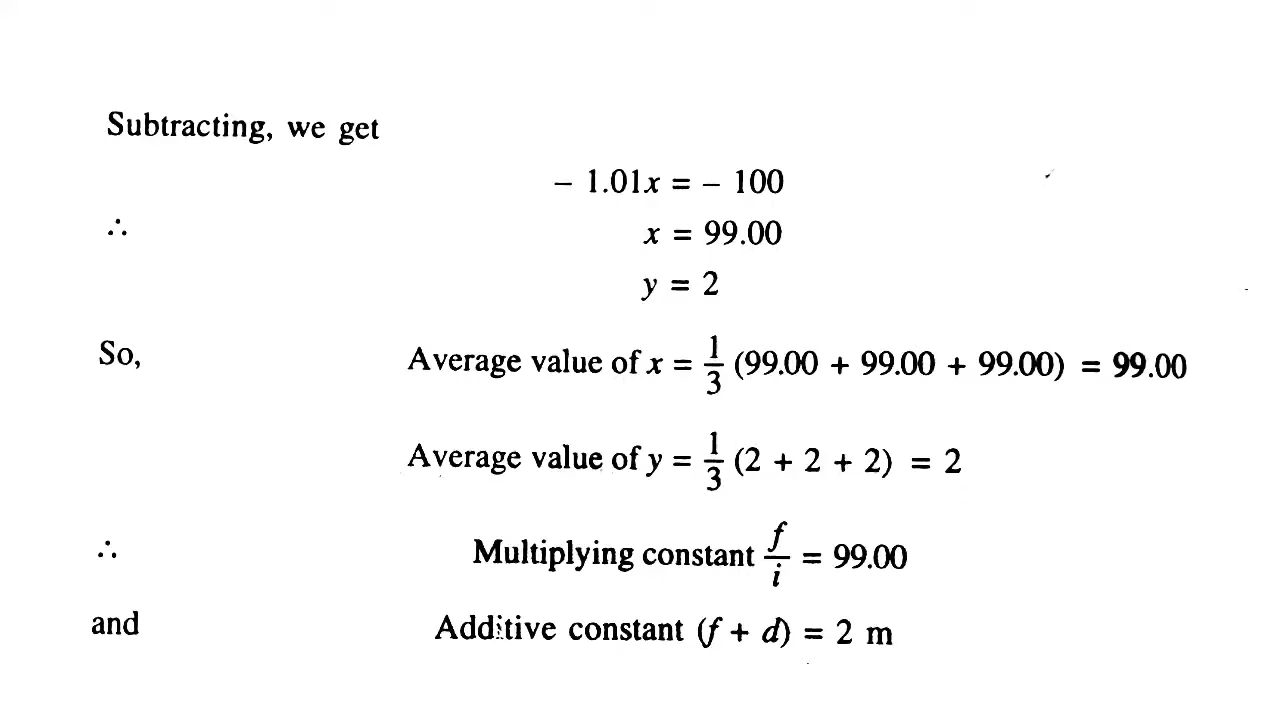 Subtracting, we get
– 1.01x = – 100
∴ x = 99.00
y = 2
So, Average value of x = 1/3 (99.00 + 99.00 + 99.00) = 99.00
Average value of y = 1/3 (2 + 2 + 2) = 2
∴ Multiplying constant f/i = 99.00
and Additive constant (f + d) = 2 m